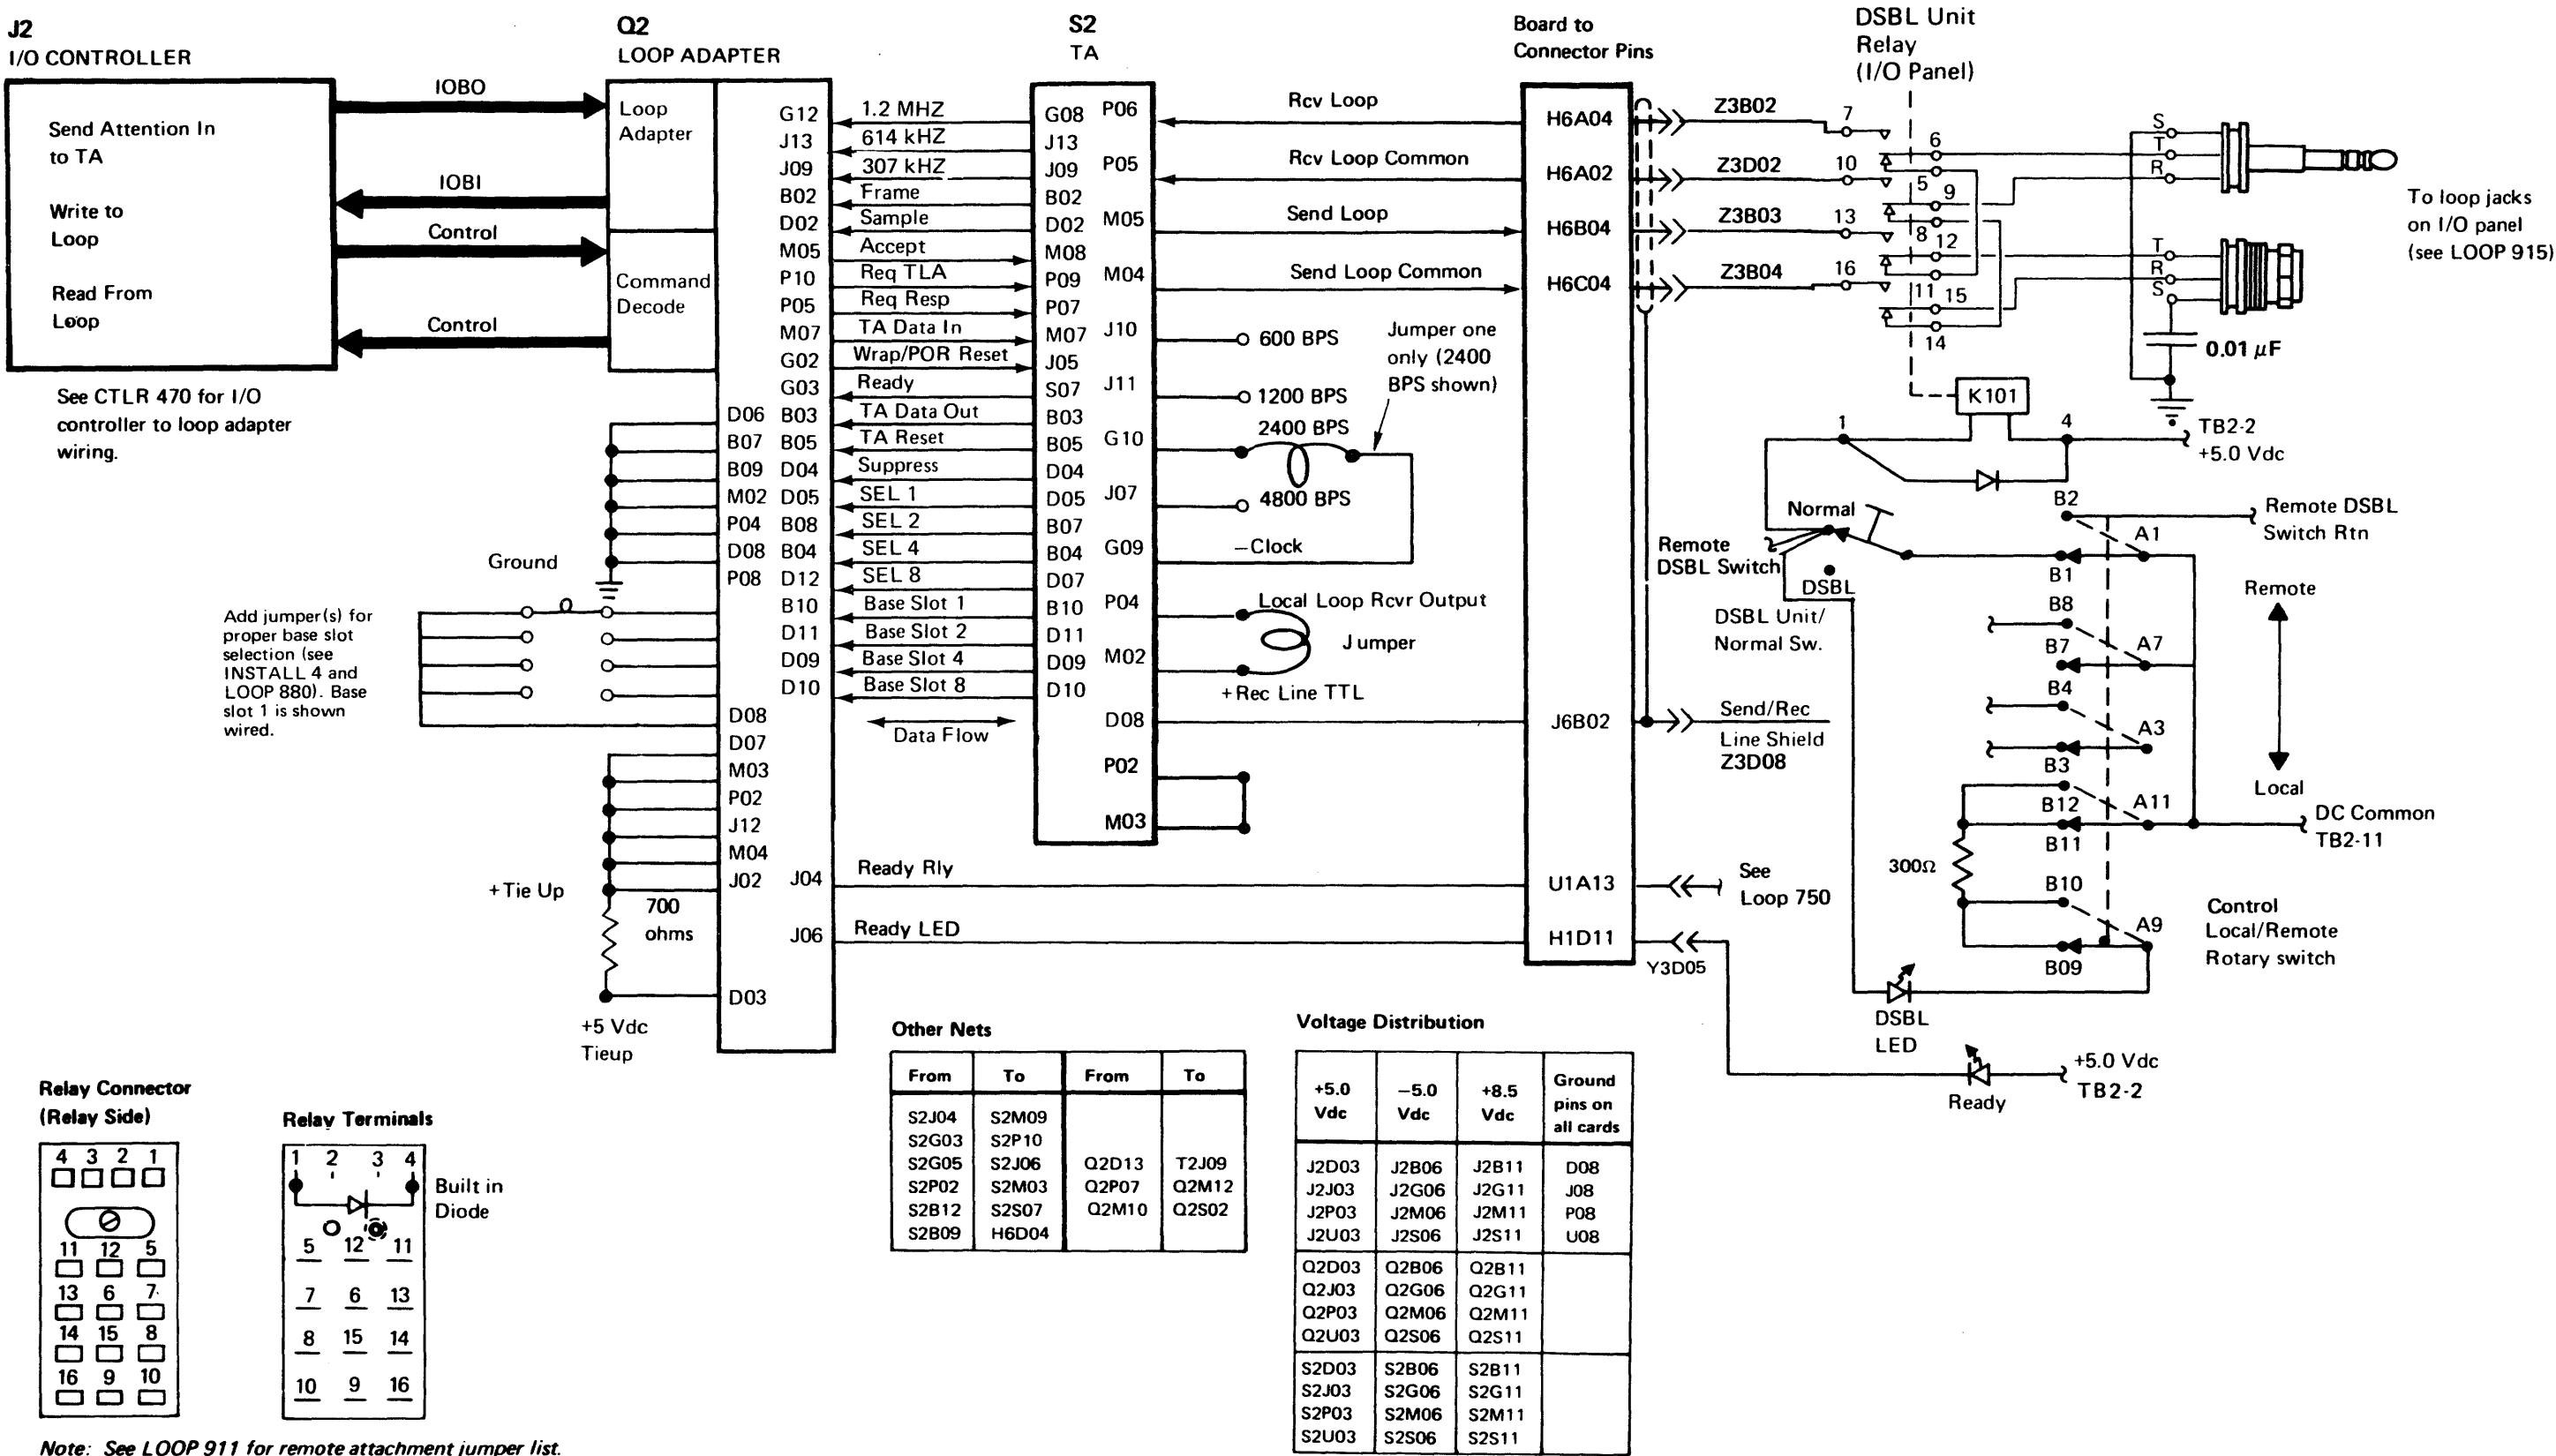 J2
I/O CONTROLLER
Send Attention In
to TA
Write to
Loop
Read From
Loop
See CTLR 470 for I/O
controller to loop adapter
wiring.
IOBO
IOBI
Control
Control
Q2
LOOP ADAPTER
Loop
Adapter
Command
Decode
G12
J13
J09
B02
D02
M05
P10
P05
M07
G02
G03
D06 B03
B07 B05
B09 D04
M02 D05
P04 B08
D08 B04
P08 D12
B10
D11
D09
D10
D08
D07
M03
P02
J12
M04
J02 J04
J06
D03
Ground
Add jumper(s) for
proper base slot
selection (see
INSTALL 4 and
LOOP 880). Base
slot 1 is shown
wired.
+Tie Up
700
ohms
+5 Vdc
Tieup
1.2 MHZ
614 kHZ
307 kHZ
Frame
Sample
Accept
Req TLA
Req Resp
TA Data In
Wrap/POR Reset
Ready
TA Data Out
TA Reset
Suppress
SEL 1
SEL 2
SEL 4
SEL 8
Base Slot 1
Base Slot 2
Base Slot 4
Base Slot 8
Data Flow
Ready Rly
Ready LED
S2
TA
G08 P06
J13
J09 P05
B02
D02 M05
M08
P09 M04
P07
M07 J10
J05
S07 J11
B03
B05 G10
D04
D05 J07
B07
B04 G09
D07
B10 P04
D11
D09 M02
D10
D08
P02
M03
Rcv Loop
Rcv Loop Common
Send Loop
Send Loop Common
600 BPS
1200 BPS
2400 BPS
4800 BPS
Jumper one
only (2400
BPS shown)
−Clock
Local Loop Rcvr Output
Jumper
+Rec Line TTL
Board to
Connector Pins
H6A04
H6A02
H6B04
H6C04
J6B02
U1A13
H1D11
Z3B02
Z3D02
Z3B03
Z3B04
Send/Rec
Line Shield
Z3D08
See
Loop 750
Y3D05
DSBL Unit
Relay
(I/O Panel)
7
6
10
5
9
13
8
12
16
11
15
14
S
T
R
T
R
S
To loop jacks
on I/O panel
(see LOOP 915)
0.01 μF
K101
1
4
TB2-2
+5.0 Vdc
Normal
Remote
DSBL Switch
DSBL
DSBL Unit/
Normal Sw.
B2
A1
B1
B8
B7
A7
B4
A3
B3
B12
A11
B11
B10
A9
B09
Remote DSBL
Switch Rtn
Remote
Local
DC Common
TB2-11
300Ω
Control
Local/Remote
Rotary switch
DSBL
LED
Ready
+5.0 Vdc
TB2-2
Relay Connector
(Relay Side)
4 3 2 1
11 12 5
13 6 7
14 15 8
16 9 10
Relay Terminals
1 2 3 4
5 12 11
7 6 13
8 15 14
10 9 16
Built in
Diode
Note: See LOOP 911 for remote attachment jumper list.
Other Nets
From To From To
S2J04 S2M09
S2G03 S2P10
S2G05 S2J06 Q2D13 T2J09
S2P02 S2M03 Q2P07 Q2M12
S2B12 S2S07 Q2M10 Q2S02
S2B09 H6D04
Voltage Distribution
+5.0 −5.0 +8.5 Ground
Vdc Vdc Vdc pins on
all cards
J2D03 J2B06 J2B11 D08
J2J03 J2G06 J2G11 J08
J2P03 J2M06 J2M11 P08
J2U03 J2S06 J2S11 U08
Q2D03 Q2B06 Q2B11
Q2J03 Q2G06 Q2G11
Q2P03 Q2M06 Q2M11
Q2U03 Q2S06 Q2S11
S2D03 S2B06 S2B11
S2J03 S2G06 S2G11
S2P03 S2M06 S2M11
S2U03 S2S06 S2S11